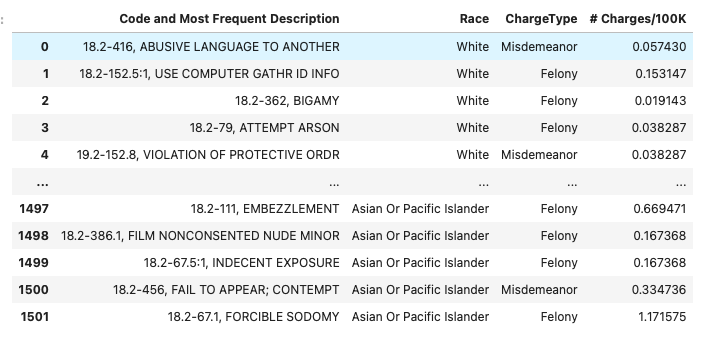 :
Code and Most Frequent Description Race ChargeType # Charges/100K
0 18.2-416, ABUSIVE LANGUAGE TO ANOTHER White Misdemeanor 0.057430
1 18.2-152.5:1, USE COMPUTER GATHR ID INFO White Felony 0.153147
2 18.2-362, BIGAMY White Felony 0.019143
3 18.2-79, ATTEMPT ARSON White Felony 0.038287
4 19.2-152.8, VIOLATION OF PROTECTIVE ORDR White Misdemeanor 0.038287
... ... ... ... ...
1497 18.2-111, EMBEZZLEMENT Asian Or Pacific Islander Felony 0.669471
1498 18.2-386.1, FILM NONCONSENTED NUDE MINOR Asian Or Pacific Islander Felony 0.167368
1499 18.2-67.5:1, INDECENT EXPOSURE Asian Or Pacific Islander Felony 0.167368
1500 18.2-456, FAIL TO APPEAR; CONTEMPT Asian Or Pacific Islander Misdemeanor 0.334736
1501 18.2-67.1, FORCIBLE SODOMY Asian Or Pacific Islander Felony 1.171575